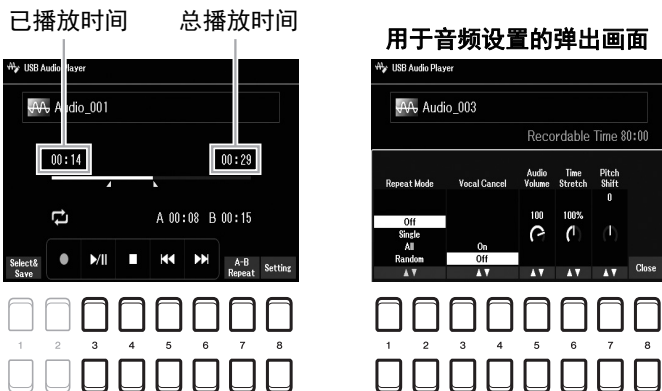 已播放时间
总播放时间
USB Audio Player
Audio_001
00:14
00:29
A 00:08 B 00:15
Select& Save
A-B Repeat
Setting
1 2 3 4 5 6 7 8
用于音频设置的弹出画面
USB Audio Player
Audio_003
Recordable Time 80:00
Repeat Mode
Off
Single
All
Random
Vocal Cancel
On
Off
Audio Volume
100
Time Stretch
100%
Pitch Shift
0
Close
1 2 3 4 5 6 7 8